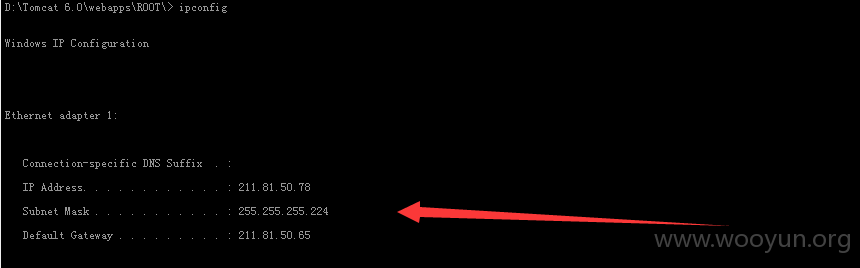 D:\Tomcat 6.0\webapps\ROOT\> ipconfig
Windows IP Configuration
Ethernet adapter 1:
Connection-specific DNS Suffix . :
IP Address. . . . . . . . . . . . : 211.81.50.78
Subnet Mask . . . . . . . . . . . : 255.255.255.224
Default Gateway . . . . . . . . . : 211.81.50.65
www.wooyun.org